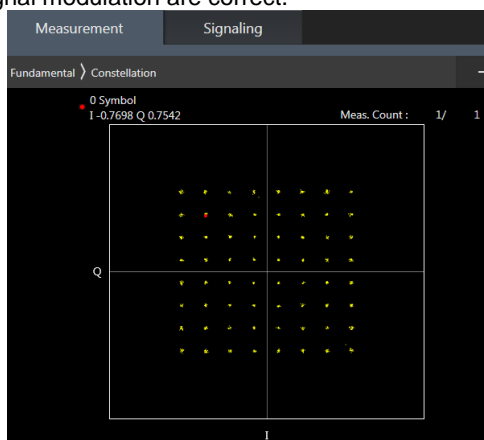 gnal modulation are correct.
Measurement Signaling
Fundamental 〉 Constellation
0 Symbol
I -0.7698 Q 0.7542 Meas. Count : 1/ 1
Q
I